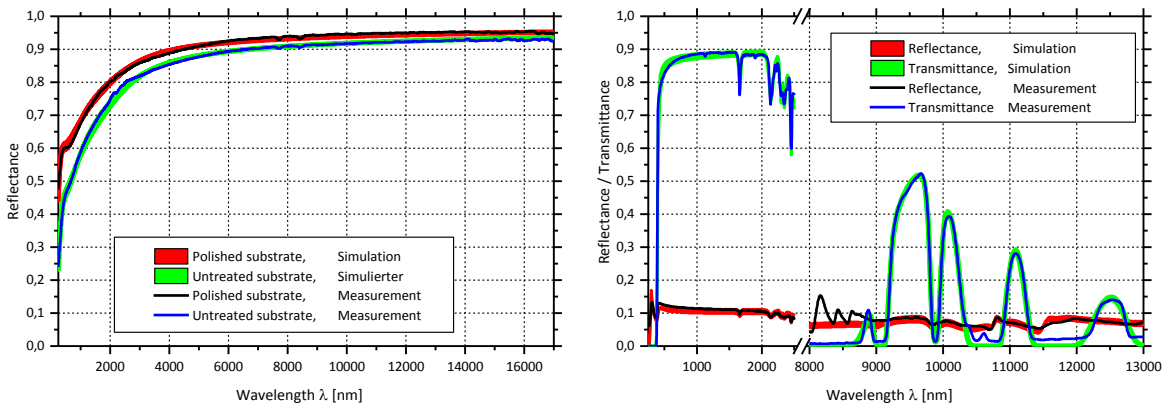 1,0
0,9
0,8
0,7
0,6
0,5
0,4
0,3
0,2
0,1
0,0
Reflectance
2000 4000 6000 8000 10000 12000 14000 16000
Wavelength λ [nm]
Polished substrate, Simulation
Untreated substrate, Simulierter
Polished substrate, Measurement
Untreated substrate, Measurement
1,0
0,9
0,8
0,7
0,6
0,5
0,4
0,3
0,2
0,1
0,0
Reflectance / Transmittance
1000 2000 8000 9000 10000 11000 12000 13000
Wavelength λ [nm]
Reflectance, Simulation
Transmittance, Simulation
Reflectance, Measurement
Transmittance Measurement